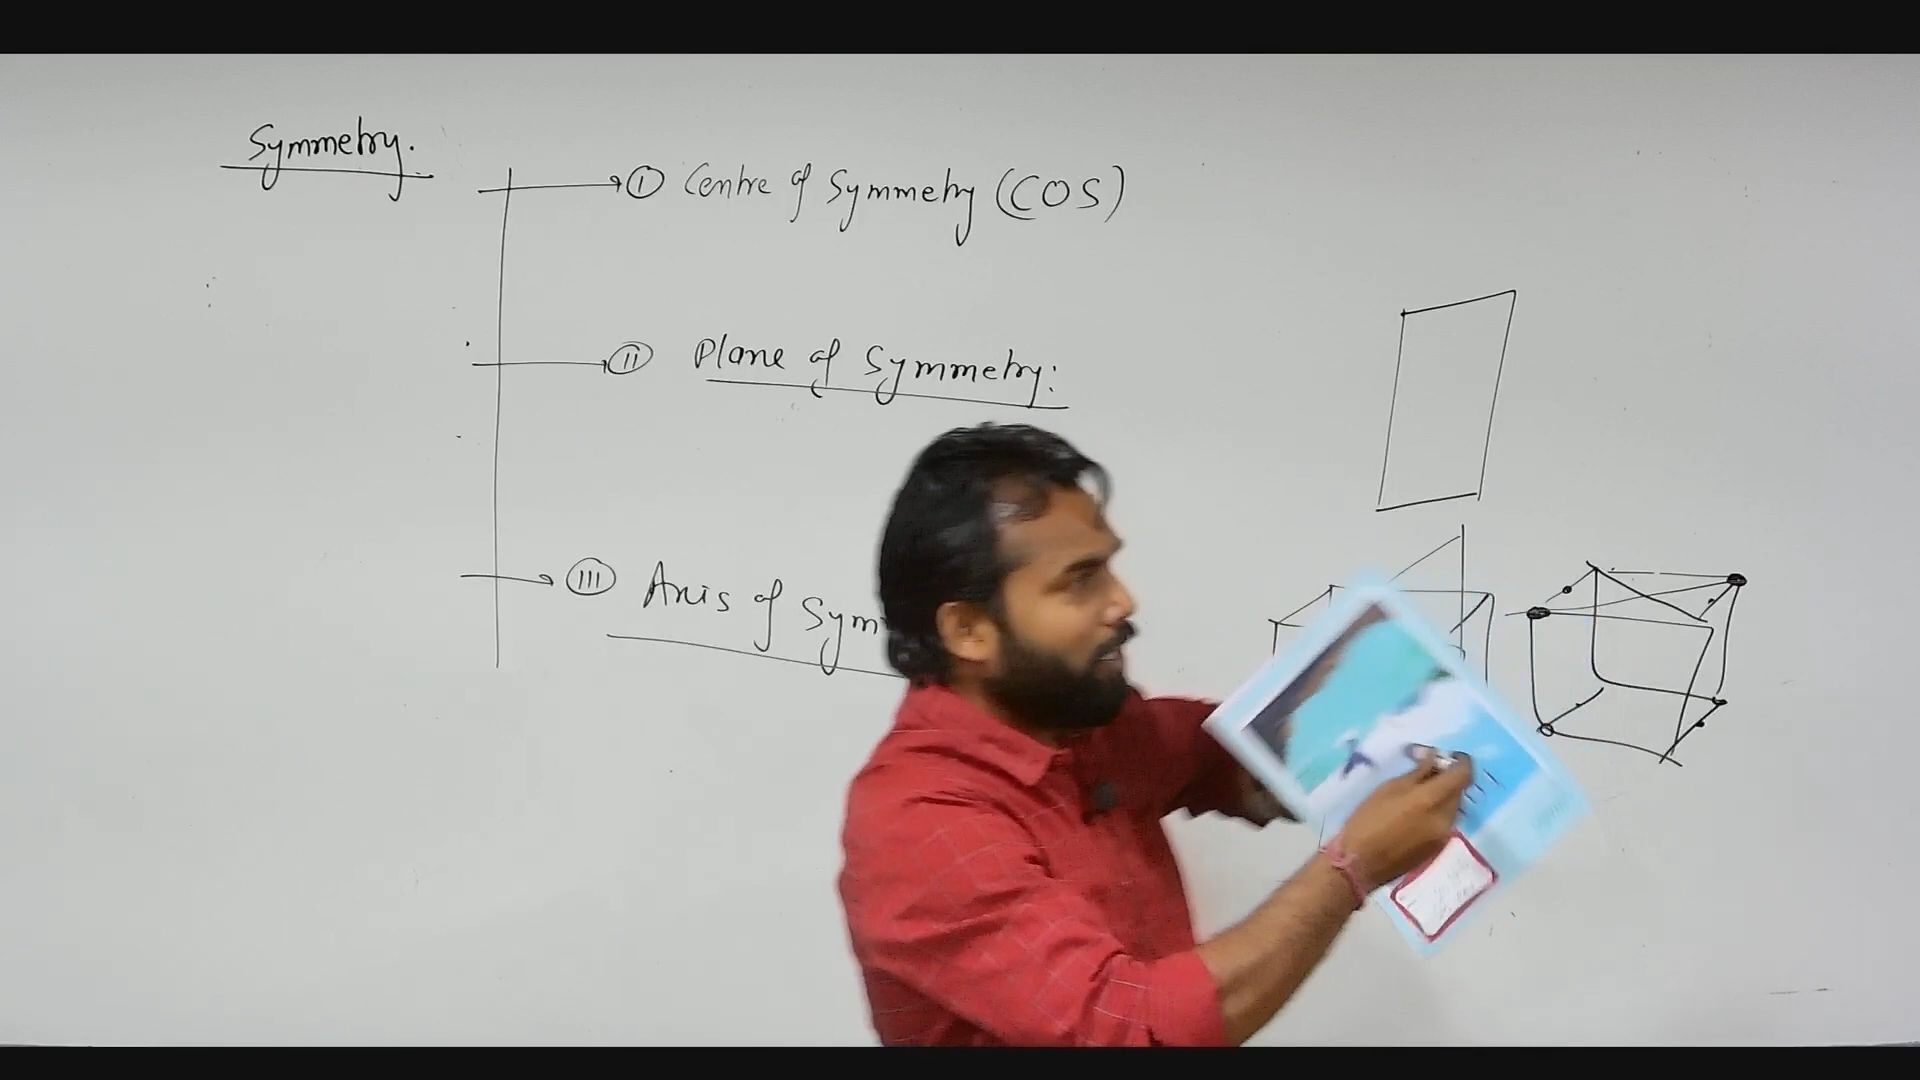 Symmetry.
① Centre of Symmetry (COS)
② Plane of Symmetry:
③ Axis of Sym